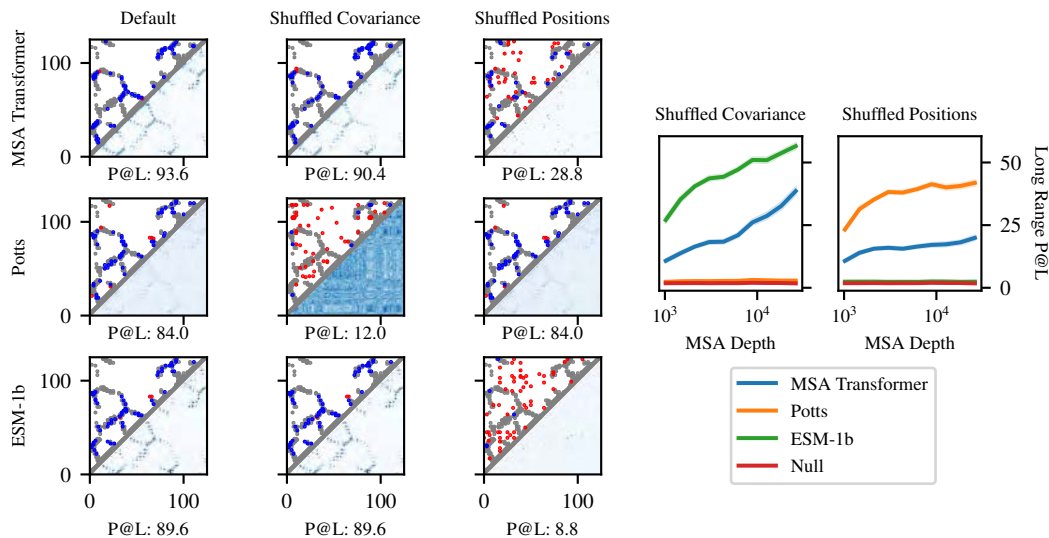 Default
Shuffled Covariance
Shuffled Positions
MSA Transformer
100
0
P@L: 93.6
P@L: 90.4
P@L: 28.8
Potts
100
0
P@L: 84.0
P@L: 12.0
P@L: 84.0
ESM-1b
100
0
0
100
0
100
0
100
P@L: 89.6
P@L: 89.6
P@L: 8.8
Shuffled Covariance
Shuffled Positions
50
25
0
Long Range P@L
10³
10⁴
10³
10⁴
MSA Depth
MSA Depth
MSA Transformer
Potts
ESM-1b
Null